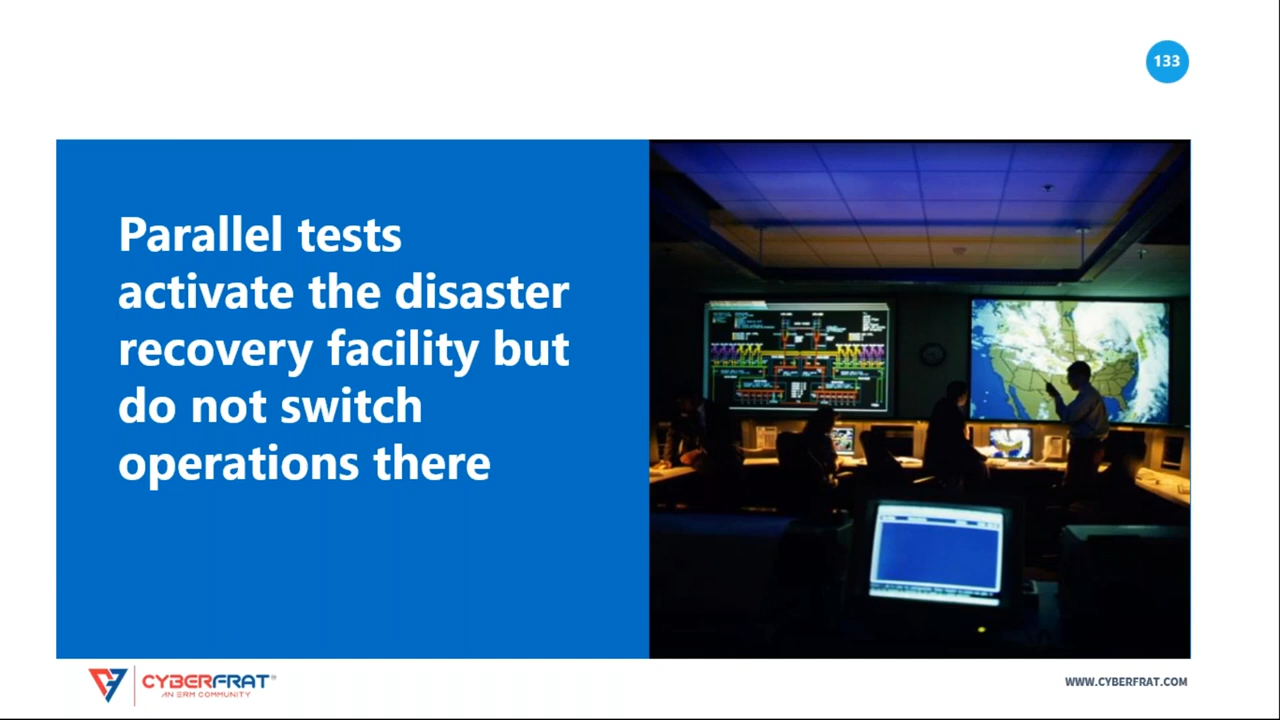 133
Parallel tests
activate the disaster
recovery facility but
do not switch
operations there
CYBERFRAT
AN ERM COMMUNITY
WWW.CYBERFRAT.COM